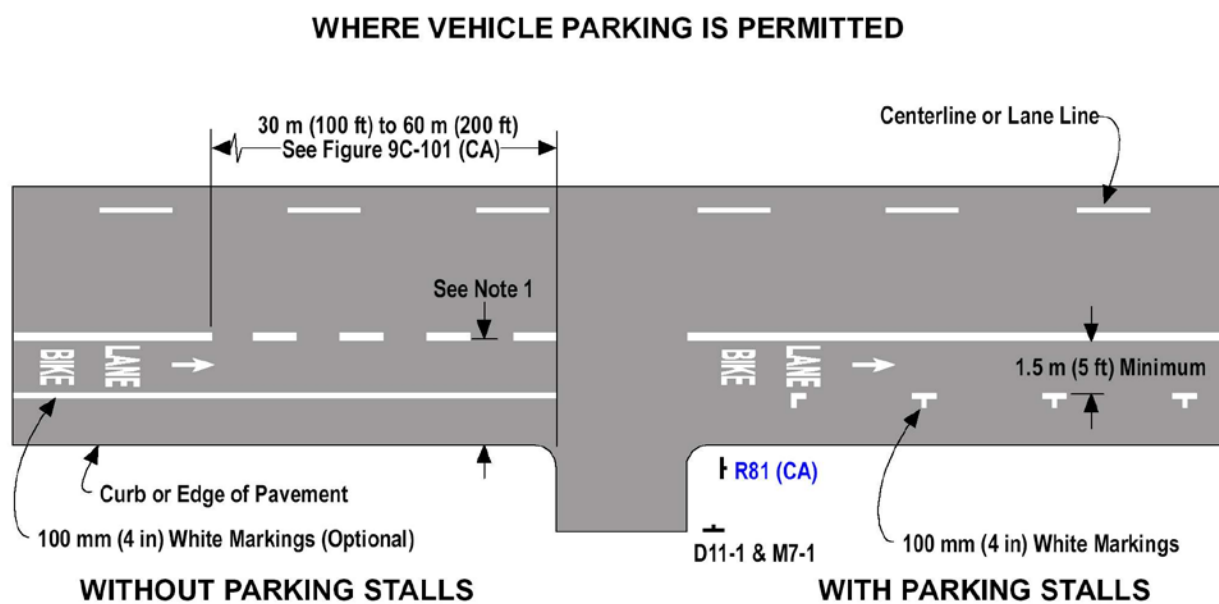 WHERE VEHICLE PARKING IS PERMITTED
30 m (100 ft) to 60 m (200 ft)
See Figure 9C-101 (CA)
Centerline or Lane Line
See Note 1
BIKE LANE
BIKE LANE
1.5 m (5 ft) Minimum
R81 (CA)
Curb or Edge of Pavement
100 mm (4 in) White Markings (Optional)
D11-1 & M7-1
100 mm (4 in) White Markings
WITHOUT PARKING STALLS
WITH PARKING STALLS